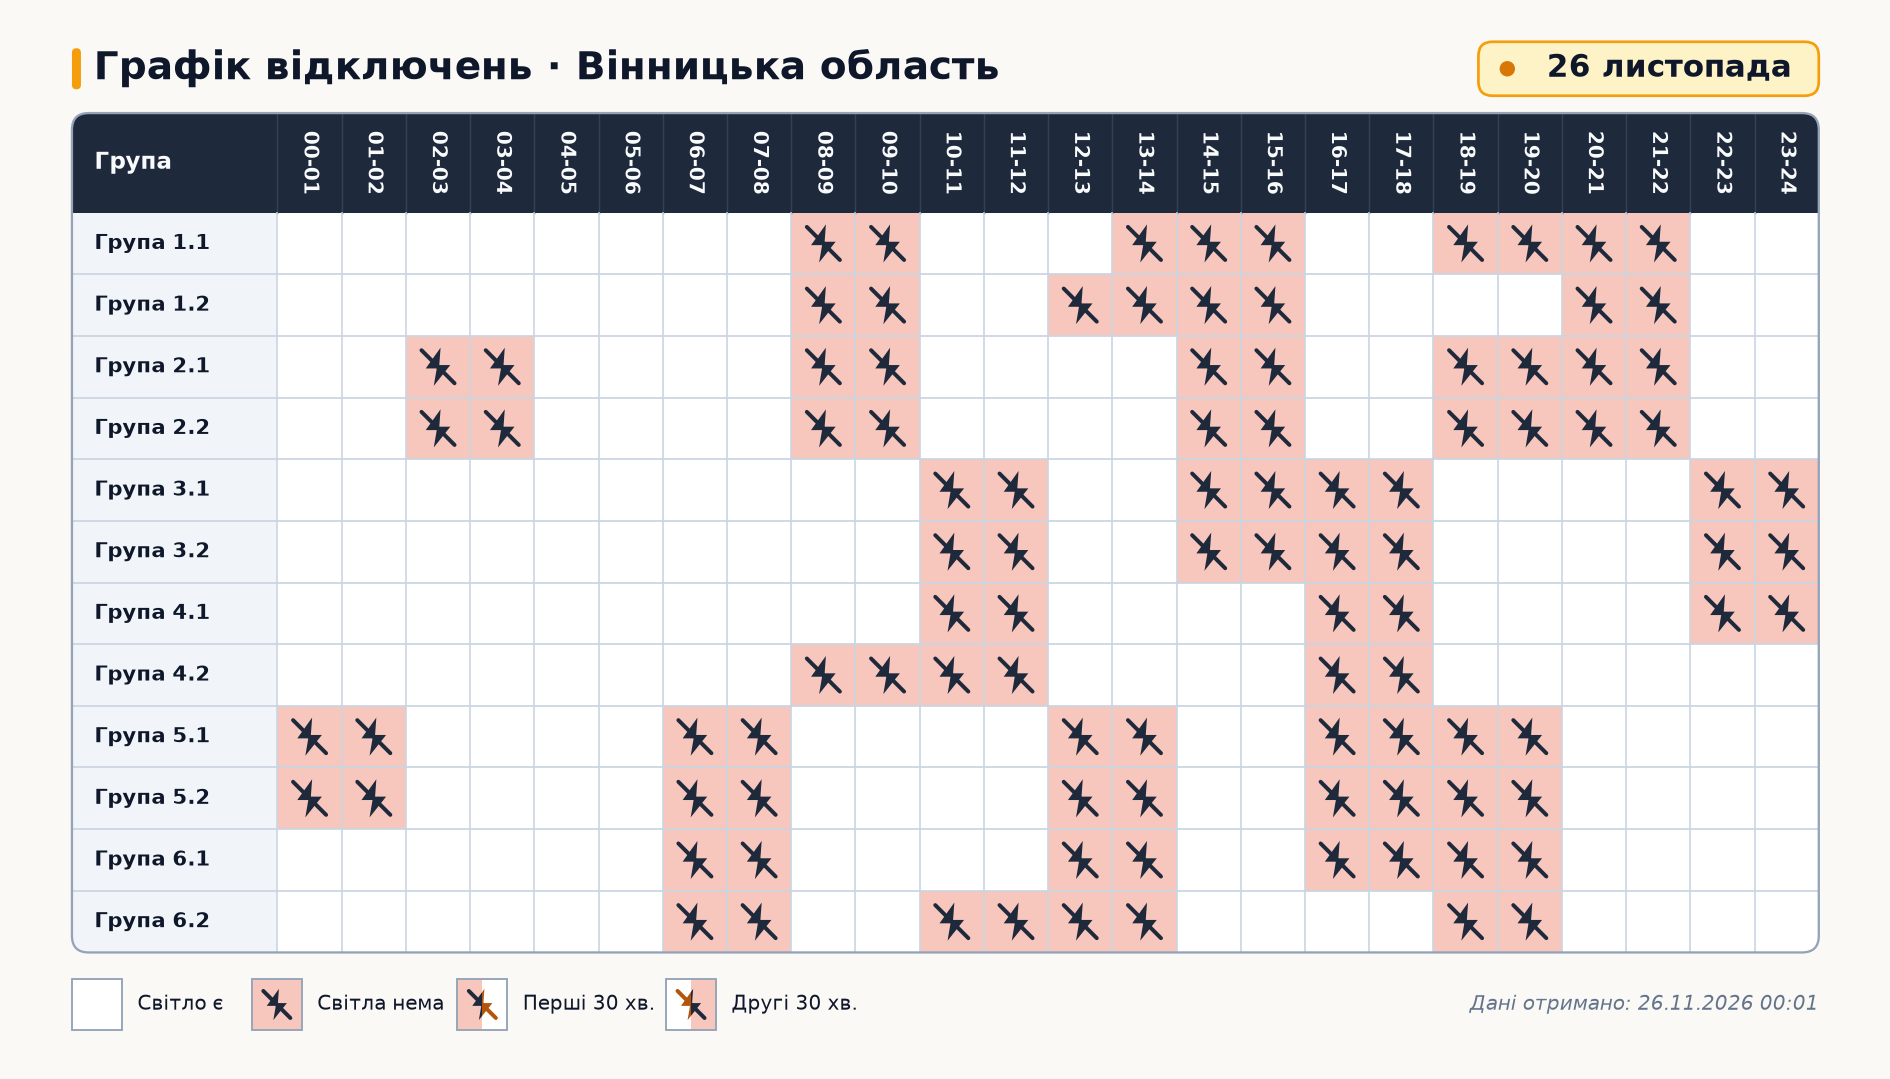 Графік відключень · Вінницька область
26 листопада
Група 00-01 01-02 02-03 03-04 04-05 05-06 06-07 07-08 08-09 09-10 10-11 11-12 12-13 13-14 14-15 15-16 16-17 17-18 18-19 19-20 20-21 21-22 22-23 23-24
Група 1.1
Група 1.2
Група 2.1
Група 2.2
Група 3.1
Група 3.2
Група 4.1
Група 4.2
Група 5.1
Група 5.2
Група 6.1
Група 6.2
Світло є Світла нема Перші 30 хв. Другі 30 хв.
Дані отримано: 26.11.2026 00:01